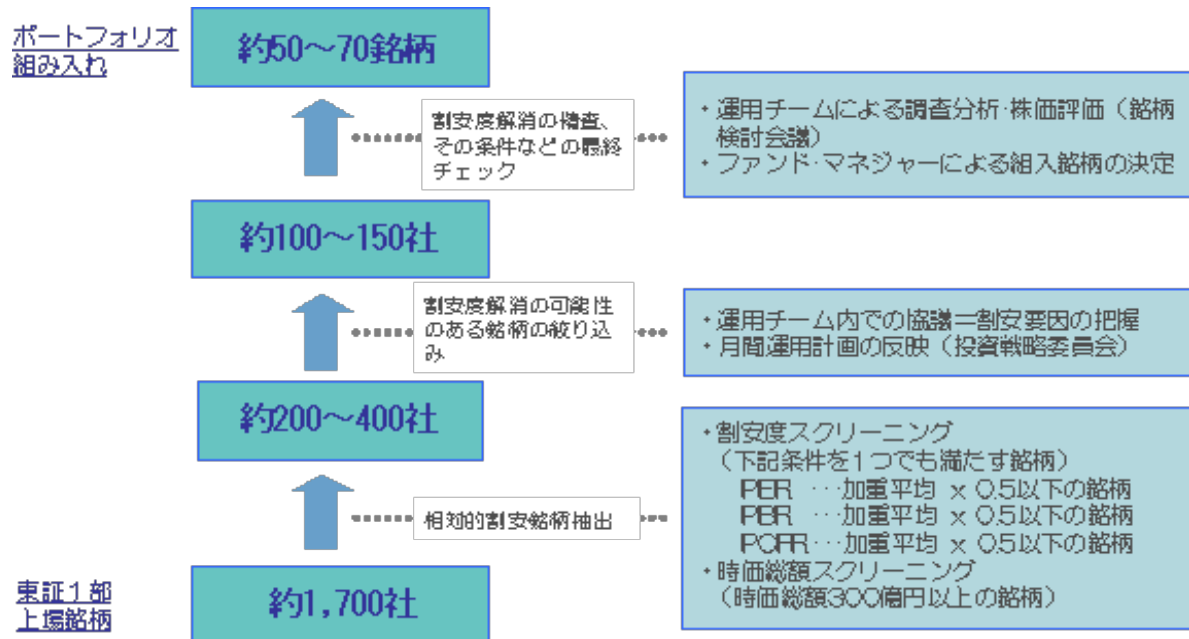 ポートフォリオ
組み入れ
約50～70銘柄
割安度解消の精査、
その条件などの最終
チェック
・運用チームによる調査分析・株価評価（銘柄
検討会議）
・ファンド・マネジャーによる組入銘柄の決定
約100～150社
割安度解消の可能性
のある銘柄の絞り込
み
・運用チーム内での協議＝割安要因の把握
・月間運用計画の反映（投資戦略委員会）
約200～400社
相対的割安銘柄抽出
・割安度スクリーニング
（下記条件を１つでも満たす銘柄）
PER …加重平均 x 0.5以下の銘柄
PBR …加重平均 x 0.5以下の銘柄
PCFR…加重平均 x 0.5以下の銘柄
・時価総額スクリーニング
（時価総額300億円以上の銘柄）
東証１部
上場銘柄
約1,700社